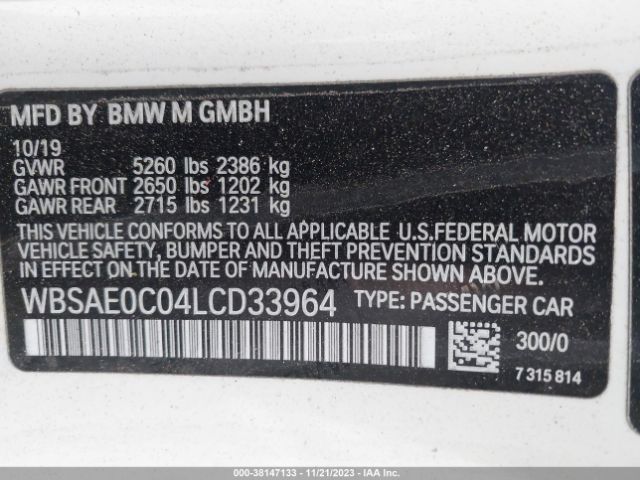 MFD BY BMW M GMBH
10/19
GVWR 5260 lbs 2386 kg
GAWR FRONT 2650 lbs 1202 kg
GAWR REAR 2715 lbs 1231 kg
THIS VEHICLE CONFORMS TO ALL APPLICABLE U.S.FEDERAL MOTOR
VEHICLE SAFETY, BUMPER AND THEFT PREVENTION STANDARDS
IN EFFECT ON THE DATE OF MANUFACTURE SHOWN ABOVE.
WBSAE0C04LCD33964 TYPE: PASSENGER CAR
300/0
7 315 814
000-38147133 - 11/21/2023 - IAA Inc.